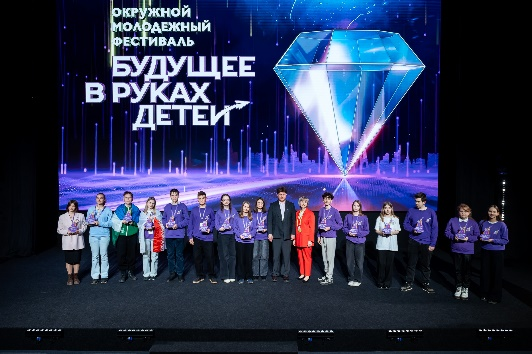 ОКРУЖНОЙ
МОЛОДЕЖНЫЙ
ФЕСТИВАЛЬ
БУДУЩЕЕ
В РУКАХ
ДЕТЕЙ